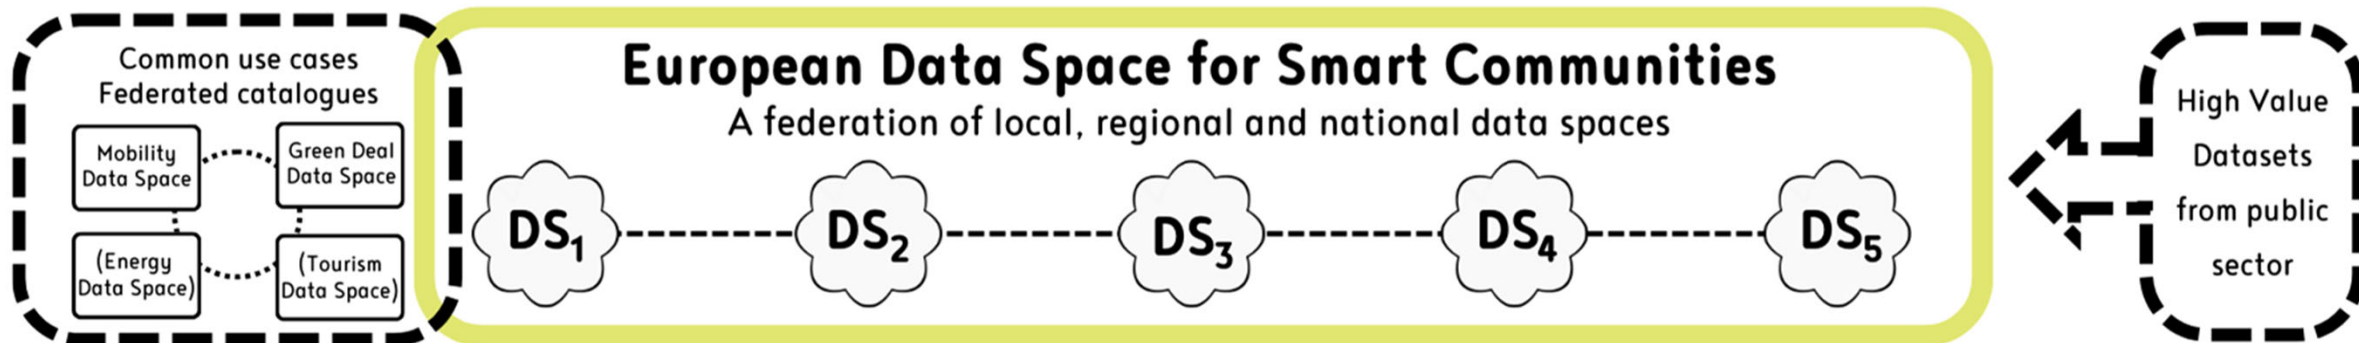 Common use cases
Federated catalogues
Mobility
Data Space
Green Deal
Data Space
(Energy
Data Space)
(Tourism
Data Space)
European Data Space for Smart Communities
A federation of local, regional and national data spaces
DS1
DS2
DS3
DS4
DS5
High Value
Datasets
from public
sector